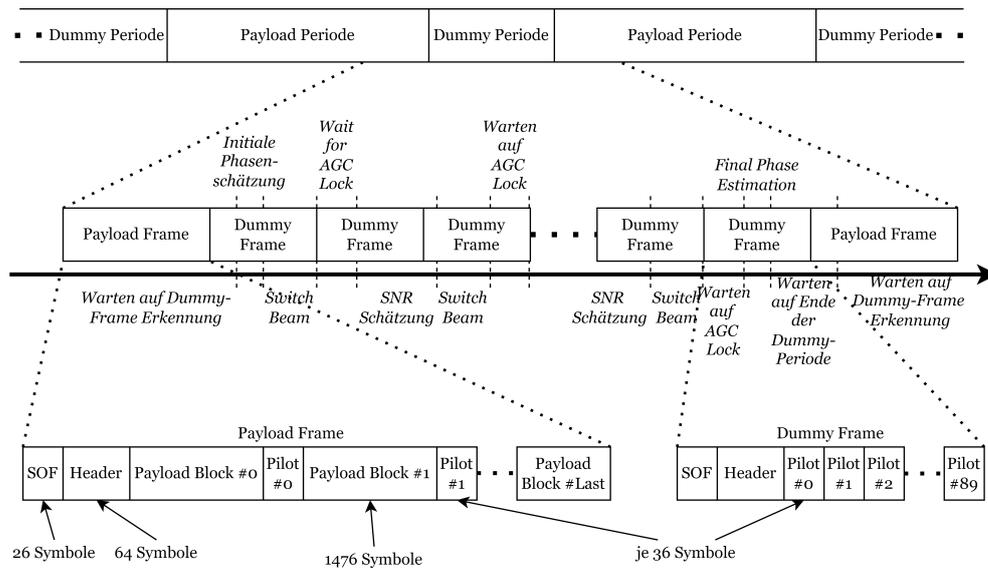 Dummy Periode
Payload Periode
Dummy Periode
Payload Periode
Dummy Periode
Initiale
Phasen-
schätzung
Wait
for
AGC
Lock
Warten
auf
AGC
Lock
Final Phase
Estimation
Payload Frame
Dummy
Frame
Dummy
Frame
Dummy
Frame
Dummy
Frame
Dummy
Frame
Payload Frame
Warten auf Dummy-
Frame Erkennung
Switch
Beam
SNR
Schätzung
Switch
Beam
SNR
Schätzung
Switch
Beam
Warten
auf
AGC
Lock
Warten
auf Ende
der
Dummy-
Periode
Warten auf
Dummy-Frame
Erkennung
Payload Frame
SOF
Header
Payload Block #0
Pilot
#0
Payload Block #1
Pilot
#1
Payload
Block #Last
Dummy Frame
SOF
Header
Pilot
#0
Pilot
#1
Pilot
#2
Pilot
#89
26 Symbole
64 Symbole
1476 Symbole
je 36 Symbole